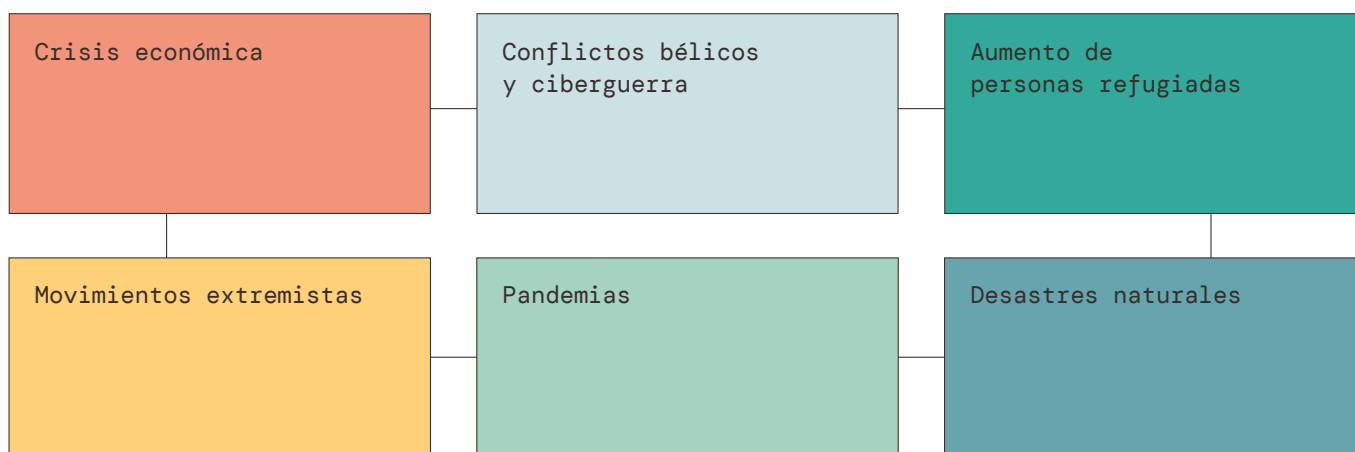 Crisis económica
Conflictos bélicos
y ciberguerra
Aumento de
personas refugiadas
Movimientos extremistas
Pandemias
Desastres naturales